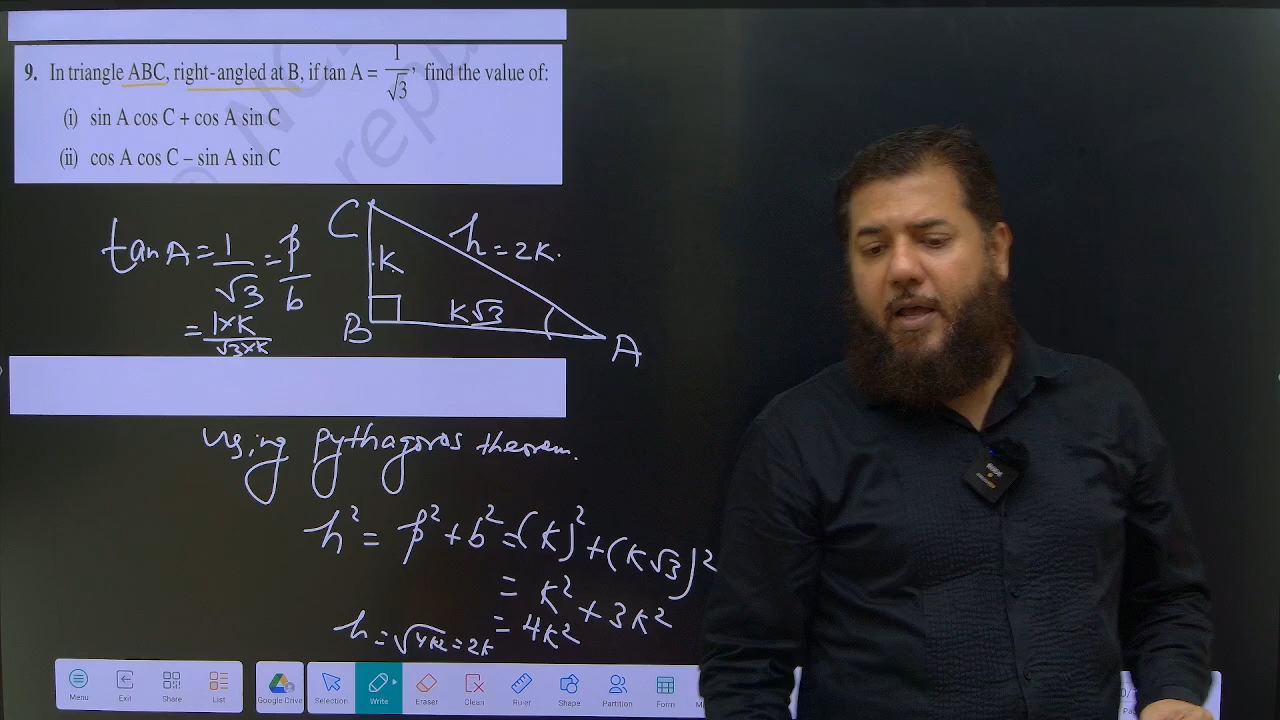 9. In triangle ABC, right-angled at B, if tan A = 1/√3, find the value of:
(i) sin A cos C + cos A sin C
(ii) cos A cos C – sin A sin C
tan A = 1/√3 = p/b
= 1×K/√3×K
C
h = 2K.
K
K√3
B
A
Using pythagoras theorem.
h² = p² + b² = (K)² + (K√3)²
= K² + 3K²
= 4K²
h = √4K² = 2K
Menu
Exit
Share
List
Google Drive
Selection
Write
Eraser
Clean
Ruler
Shape
Partition
Form